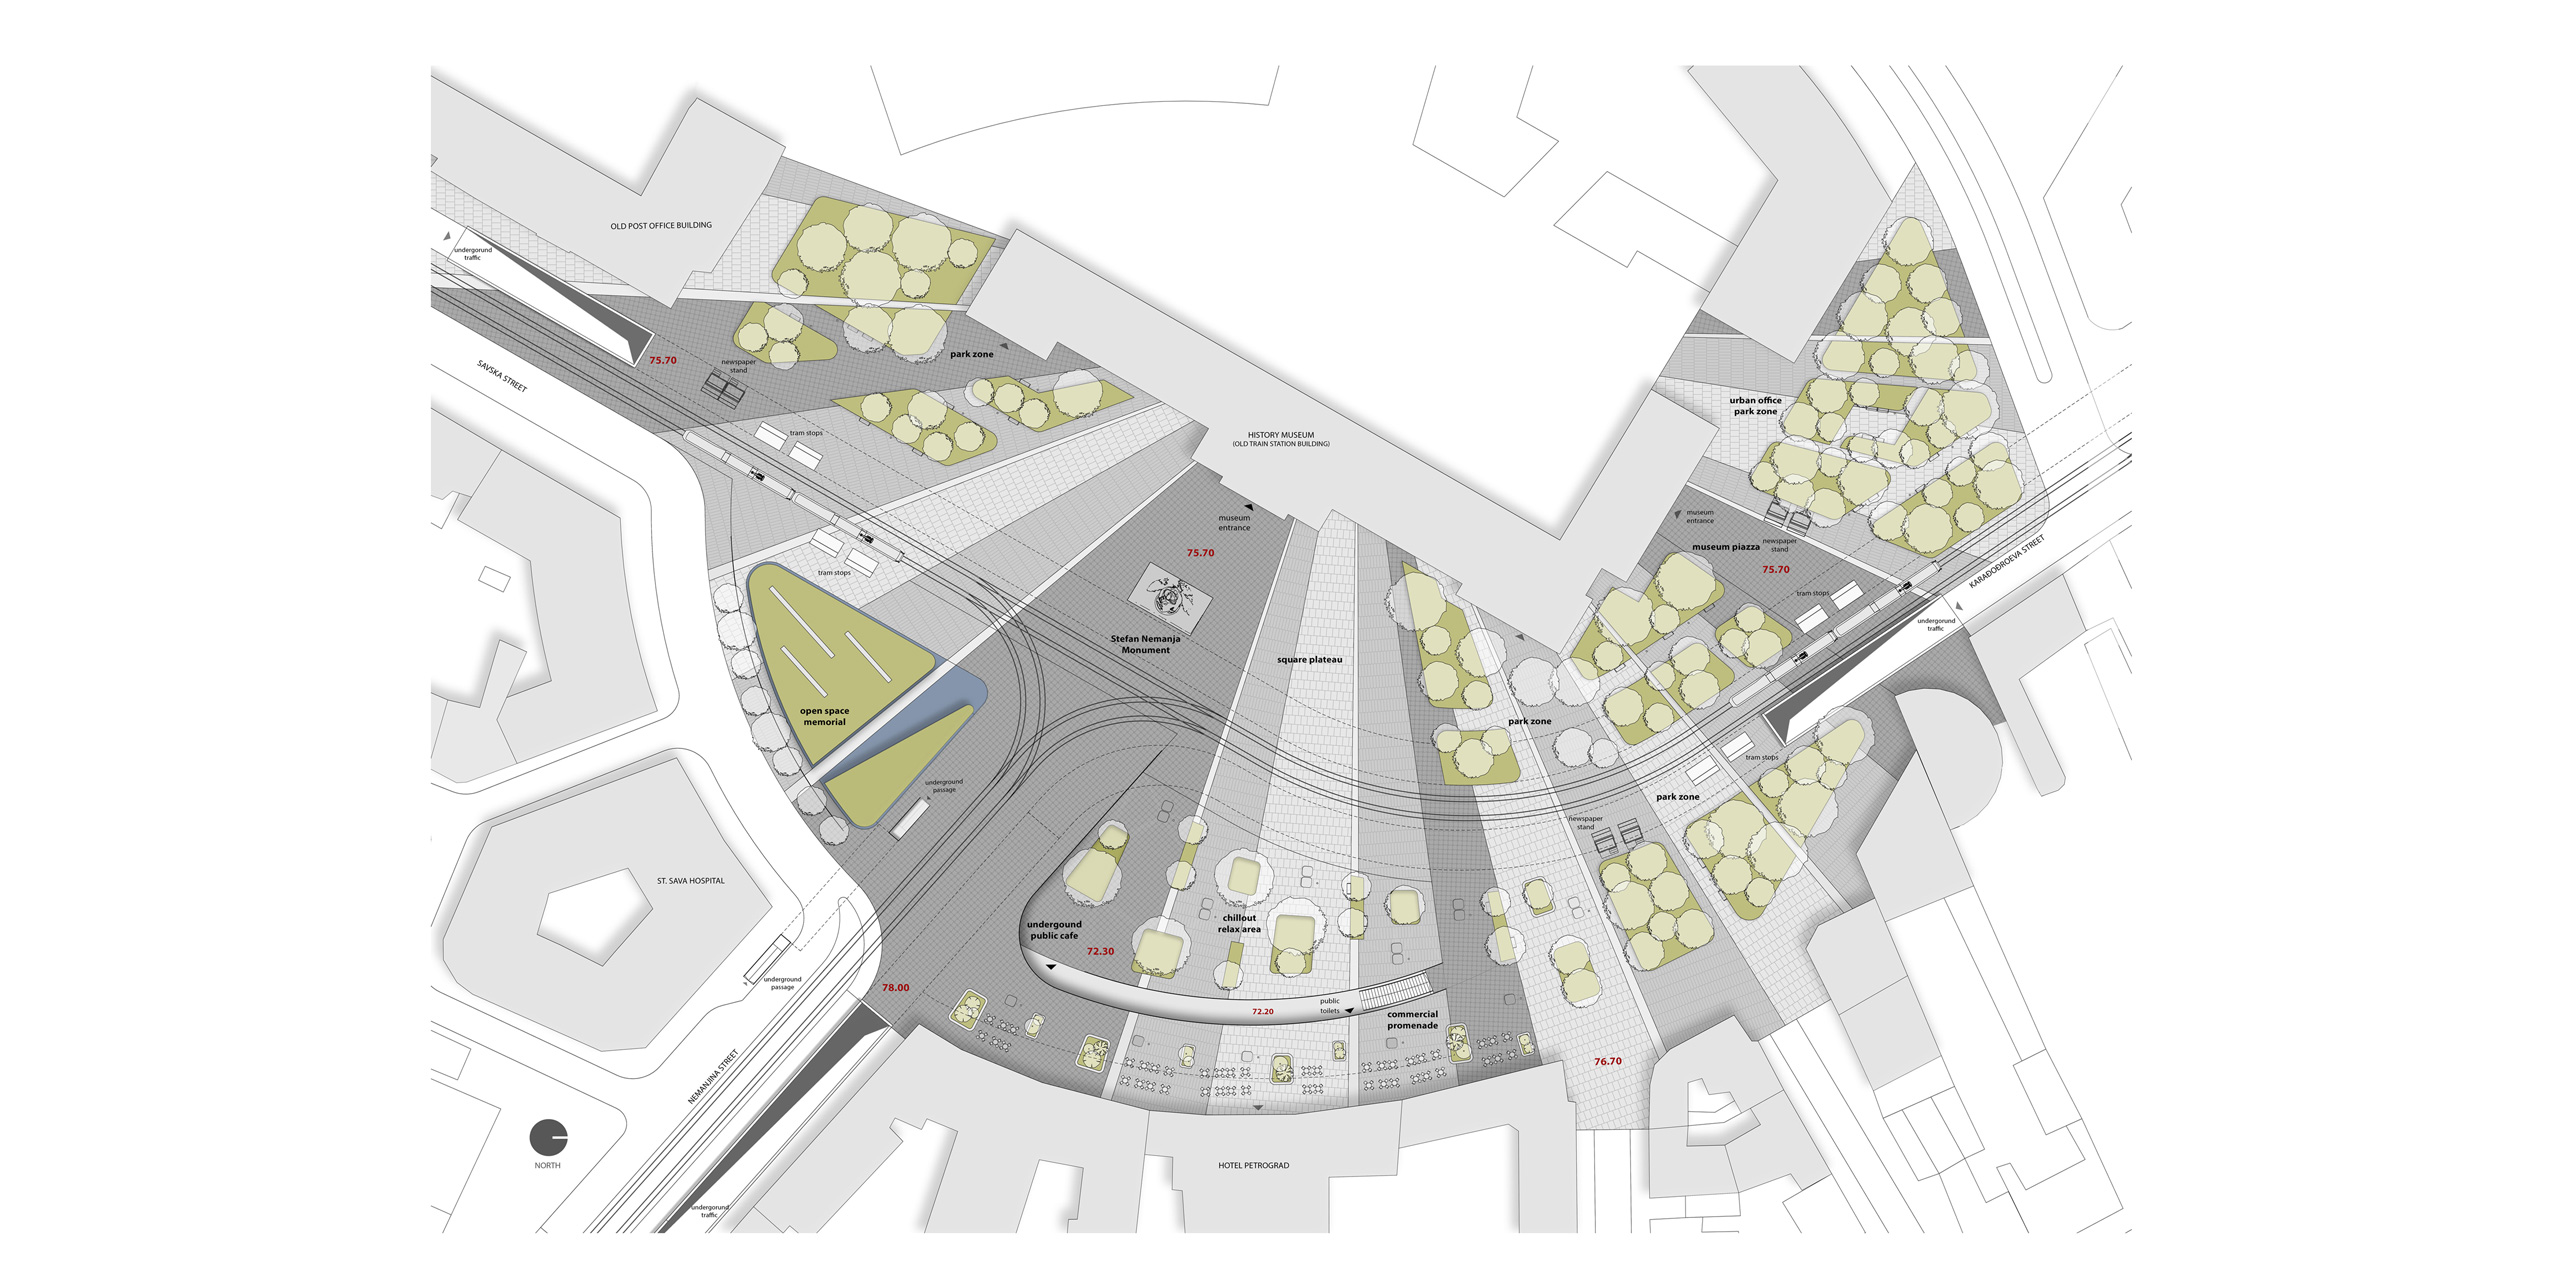 OLD POST OFFICE BUILDING
undergorund
traffic
SAVSKA STREET
75.70
newspaper
stand
park zone
tram stops
HISTORY MUSEUM
(OLD TRAIN STATION BUILDING)
urban office
park zone
museum
entrance
75.70
museum
entrance
museum piazza
newspaper
stand
75.70
KARAĐOĐROEVA STREET
tram stops
tram stops
undergorund
traffic
Stefan Nemanja
Monument
square plateau
open space
memorial
park zone
tram stops
underground
passage
park zone
newspaper
stand
ST. SAVA HOSPITAL
undergound
public cafe
72.30
chillout
relax area
underground
passage
78.00
72.20
public
toilets
commercial
promenade
76.70
NEMANJINA STREET
NORTH
HOTEL PETROGRAD
undergorund
traffic